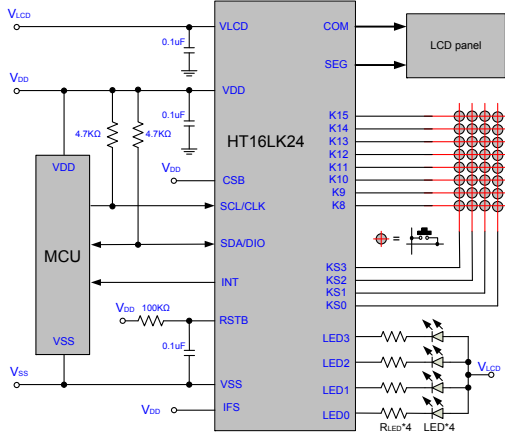 VLCD
VLCD
COM
LCD panel
0.1uF
SEG
VDD
VDD
0.1uF
4.7KΩ
4.7KΩ
HT16LK24
K15
K14
K13
K12
K11
K10
K9
K8
VDD
VDD
CSB
SCL/CLK
MCU
SDA/DIO
=
INT
KS3
KS2
KS1
KS0
VDD
100KΩ
RSTB
VSS
0.1uF
LED3
LED2
LED1
LED0
VLCD
VSS
VSS
VDD
IFS
RLED*4
LED*4